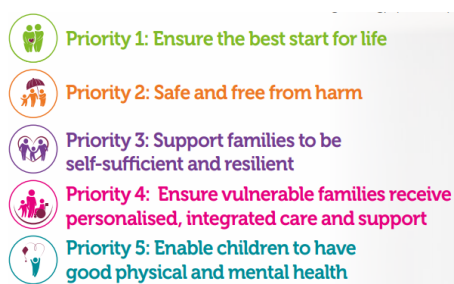 Priority 1: Ensure the best start for life
Priority 2: Safe and free from harm
Priority 3: Support families to be
self-sufficient and resilient
Priority 4: Ensure vulnerable families receive
personalised, integrated care and support
Priority 5: Enable children to have
good physical and mental health